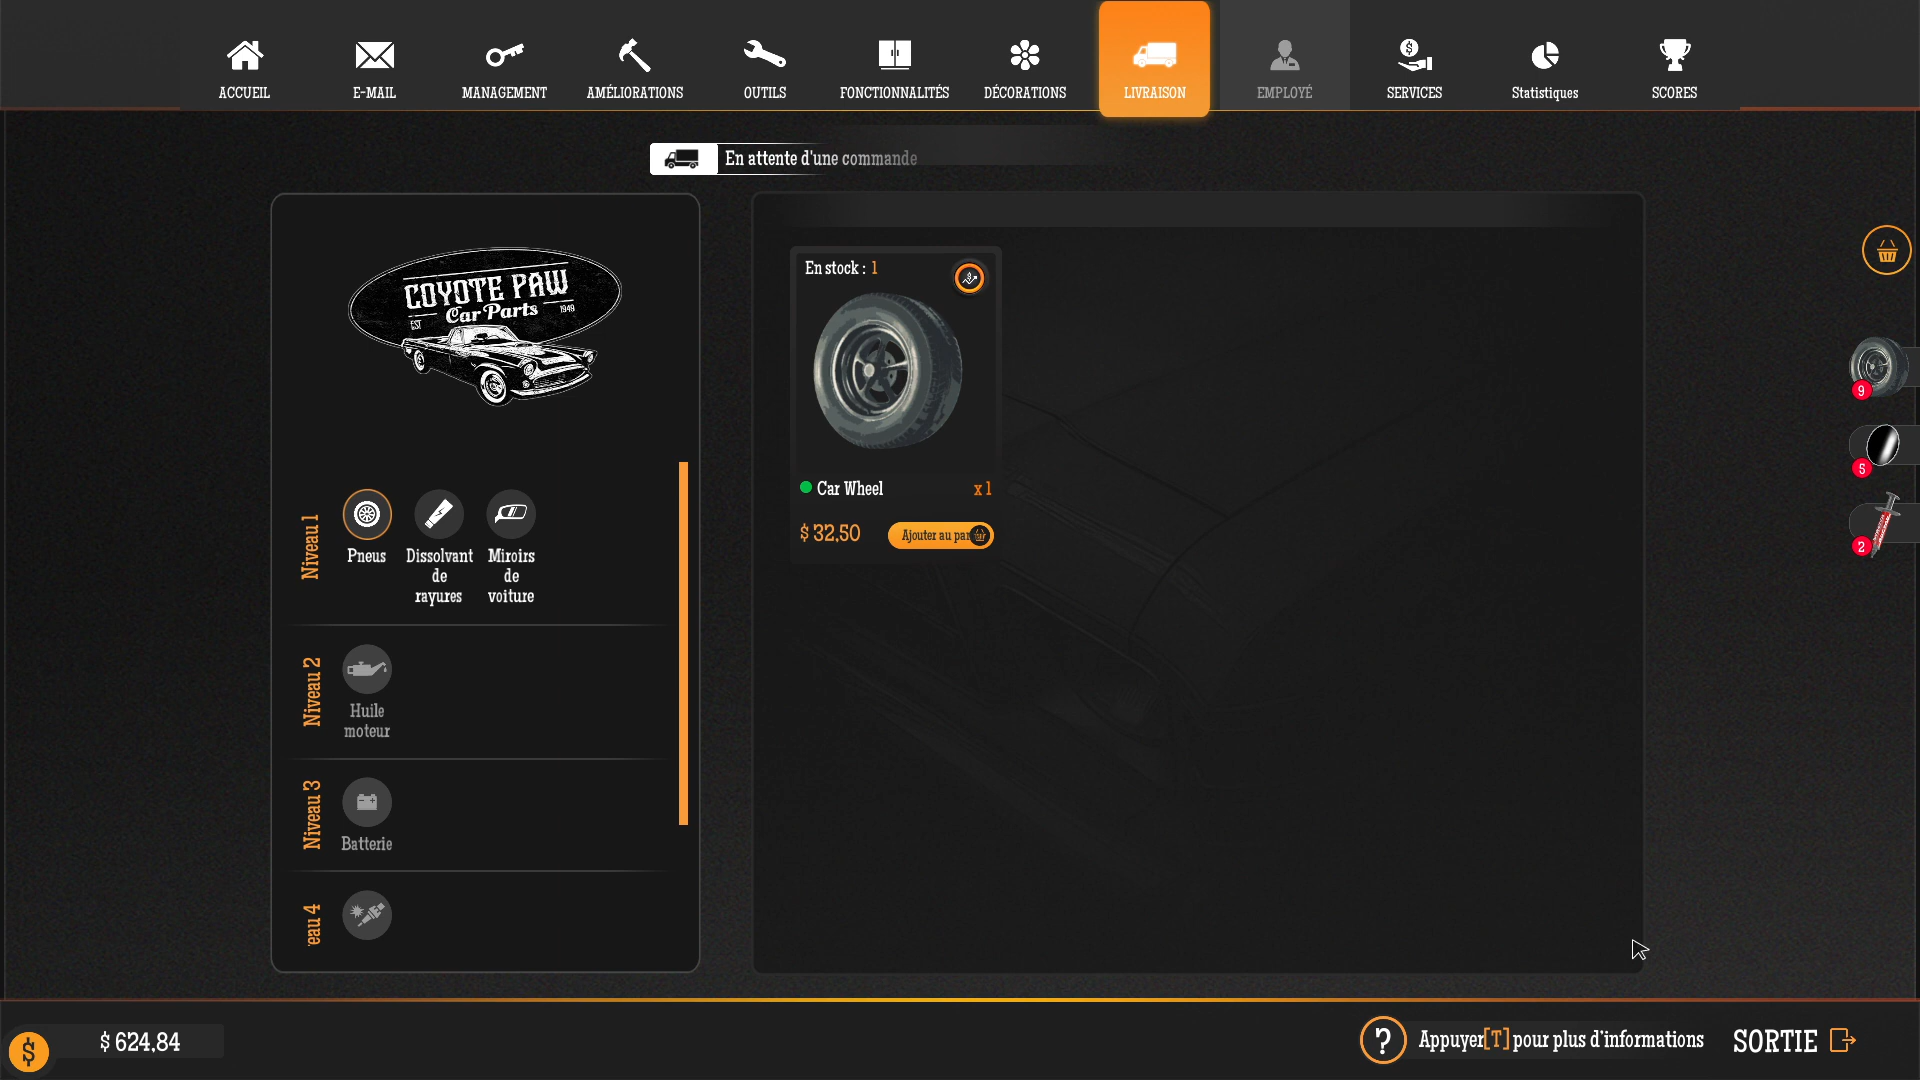 ACCUEIL
E-MAIL
MANAGEMENT
AMÉLIORATIONS
OUTILS
FONCTIONNALITÉS
DÉCORATIONS
LIVRAISON
EMPLOYÉ
SERVICES
Statistiques
SCORES
En attente d'une commande
COYOTE PAW
Car Parts
EST
1949
Niveau 1
Pneus
Dissolvant
de
rayures
Miroirs
de
voiture
Niveau 2
Huile
moteur
Niveau 3
Batterie
eau 4
En stock : 1
Car Wheel
x 1
$ 32,50
Ajouter au pan
9
5
2
$ 624,84
? Appuyer[T] pour plus d'informations
SORTIE